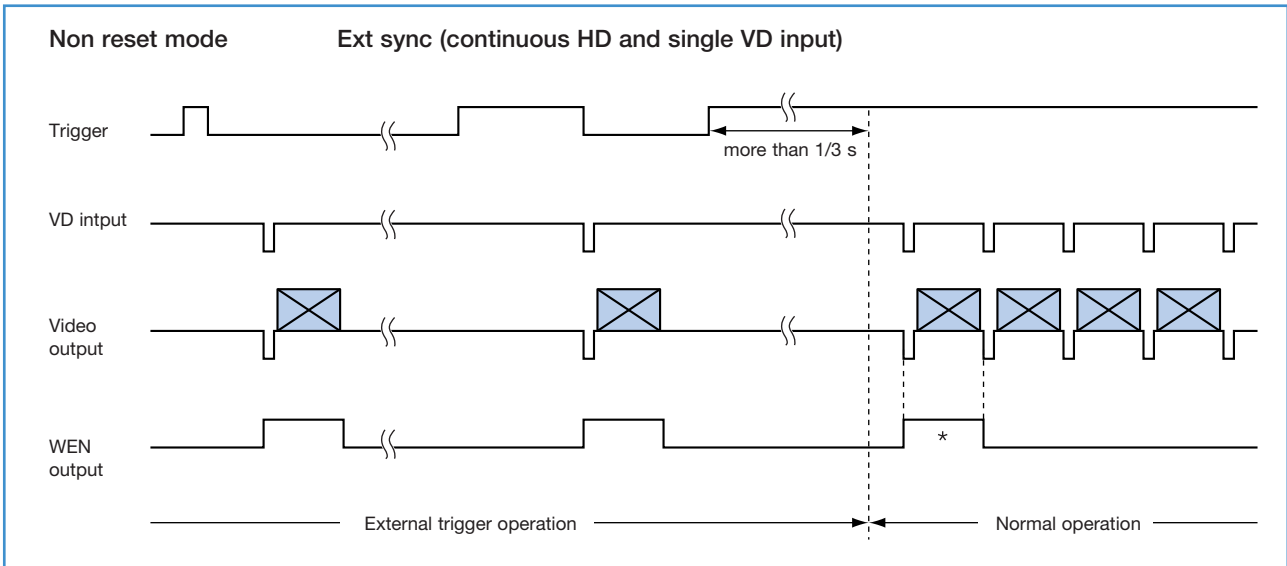 Non reset mode Ext sync (continuous HD and single VD input)
Trigger
more than 1/3 s
VD intput
Video
output
WEN
output
*
External trigger operation Normal operation